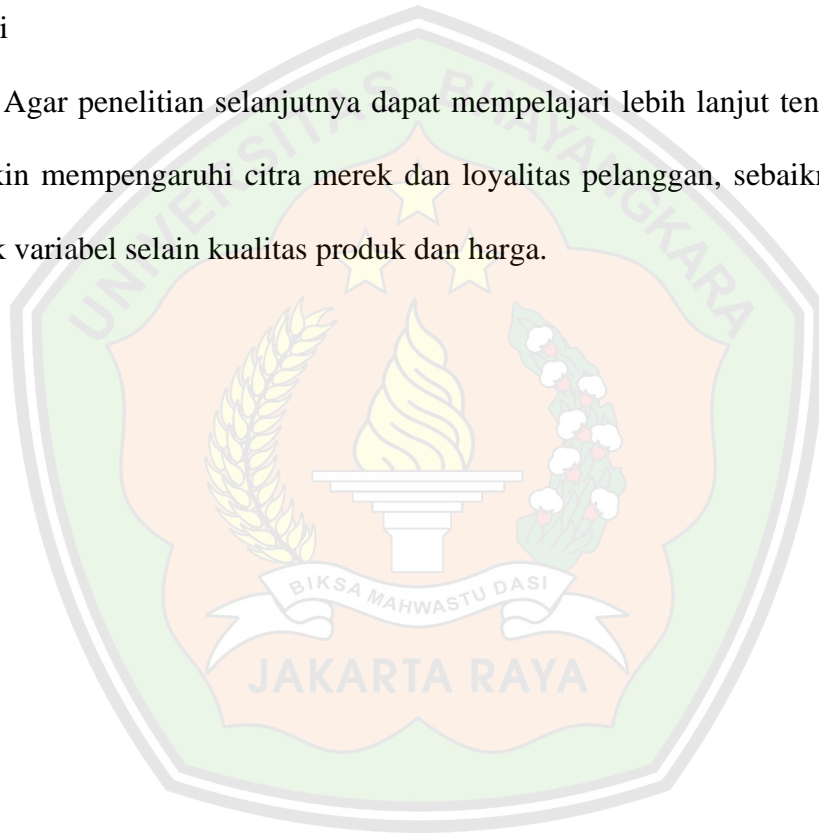 i
Agar penelitian selanjutnya dapat mempelajari lebih lanjut ten
kin mempengaruhi citra merek dan loyalitas pelanggan, sebaikn
k variabel selain kualitas produk dan harga.
UNIVERSITAS BHAYANGKARA
BIKSA MAHWASTU DASI
JAKARTA RAYA